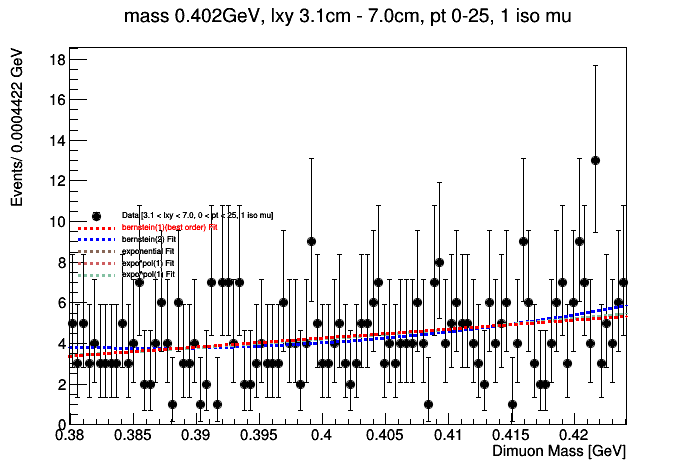 mass 0.402GeV, lxy 3.1cm - 7.0cm, pt 0-25, 1 iso mu
Events/ 0.0004422 GeV
18
16
14
12
10
8
6
4
2
0
Data [3.1 < lxy < 7.0, 0 < pt < 25, 1 iso mu]
bernstein(1)(best order) Fit
bernstein(2) Fit
exponential Fit
expo*pol(1) Fit
expo*pol(1) Fit
0.38 0.385 0.39 0.395 0.4 0.405 0.41 0.415 0.42
Dimuon Mass [GeV]